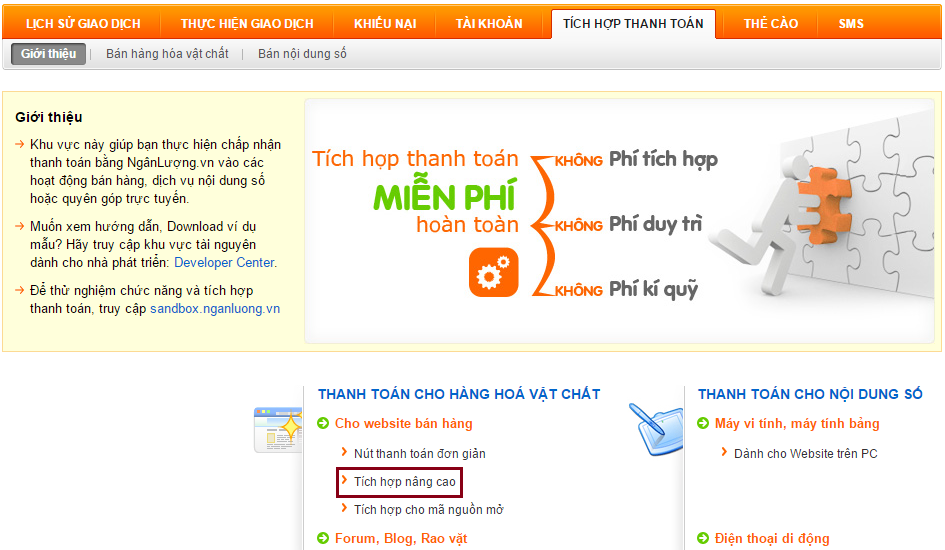 LỊCH SỬ GIAO DỊCH
THỰC HIỆN GIAO DỊCH
KHIẾU NẠI
TÀI KHOẢN
TÍCH HỢP THANH TOÁN
THẺ CÀO
SMS
Giới thiệu
Bán hàng hóa vật chất
Bán nội dung số
Giới thiệu
Khu vực này giúp bạn thực hiện chấp nhận
thanh toán bằng NgânLượng.vn vào các
hoạt động bán hàng, dịch vụ nội dung số
hoặc quyên góp trực tuyến.
Muốn xem hướng dẫn, Download ví dụ
mẫu? Hãy truy cập khu vực tài nguyên
dành cho nhà phát triển: Developer Center.
Để thử nghiệm chức năng và tích hợp
thanh toán, truy cập sandbox.nganluong.vn
Tích hợp thanh toán
MIỄN PHÍ
hoàn toàn
KHÔNG Phí tích hợp
KHÔNG Phí duy trì
KHÔNG Phí kí quỹ
THANH TOÁN CHO HÀNG HOÁ VẬT CHẤT
Cho website bán hàng
Nút thanh toán đơn giản
Tích hợp nâng cao
Tích hợp cho mã nguồn mở
Forum, Blog, Rao vặt
THANH TOÁN CHO NỘI DUNG SỐ
Máy vi tính, máy tính bảng
Dành cho Website trên PC
Điện thoại di động